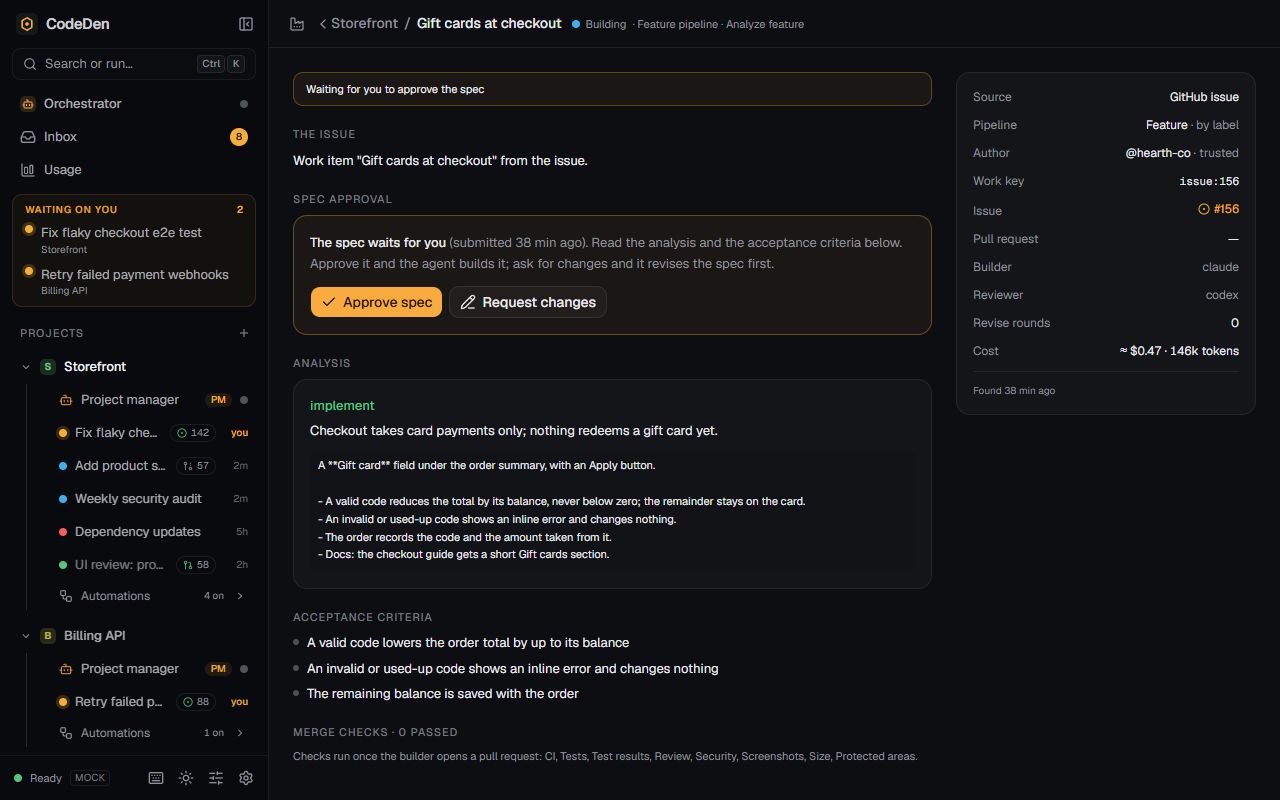 CodeDen
Search or run... Ctrl K
Orchestrator
Inbox 8
Usage
WAITING ON YOU 2
Fix flaky checkout e2e test
Storefront
Retry failed payment webhooks
Billing API
PROJECTS
S Storefront
Project manager PM
Fix flaky che... 142 you
Add product s... 57 2m
Weekly security audit 2m
Dependency updates 5h
UI review: pro... 58 2h
Automations 4 on
B Billing API
Project manager PM
Retry failed p... 88 you
Automations 1 on
Ready MOCK
Storefront / Gift cards at checkout Building · Feature pipeline · Analyze feature
Waiting for you to approve the spec
THE ISSUE
Work item "Gift cards at checkout" from the issue.
SPEC APPROVAL
The spec waits for you (submitted 38 min ago). Read the analysis and the acceptance criteria below.
Approve it and the agent builds it; ask for changes and it revises the spec first.
Approve spec Request changes
ANALYSIS
implement
Checkout takes card payments only; nothing redeems a gift card yet.
A **Gift card** field under the order summary, with an Apply button.
- A valid code reduces the total by its balance, never below zero; the remainder stays on the card.
- An invalid or used-up code shows an inline error and changes nothing.
- The order records the code and the amount taken from it.
- Docs: the checkout guide gets a short Gift cards section.
ACCEPTANCE CRITERIA
A valid code lowers the order total by up to its balance
An invalid or used-up code shows an inline error and changes nothing
The remaining balance is saved with the order
MERGE CHECKS · 0 PASSED
Checks run once the builder opens a pull request: CI, Tests, Test results, Review, Security, Screenshots, Size, Protected areas.
Source GitHub issue
Pipeline Feature · by label
Author @hearth-co · trusted
Work key issue:156
Issue #156
Pull request —
Builder claude
Reviewer codex
Revise rounds 0
Cost ≈ $0.47 · 146k tokens
Found 38 min ago